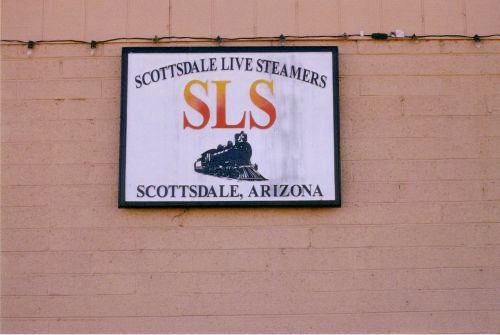 SCOTTSDALE LIVE STEAMERS
SLS
SCOTTSDALE, ARIZONA